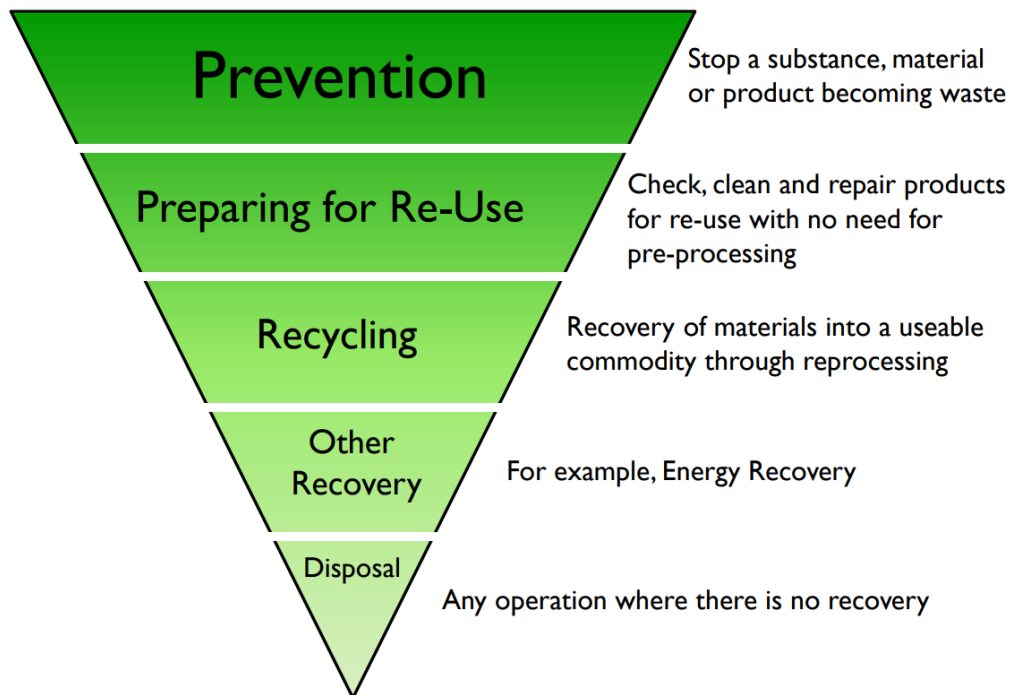 Prevention
Stop a substance, material
or product becoming waste
Preparing for Re-Use
Check, clean and repair products
for re-use with no need for
pre-processing
Recycling
Recovery of materials into a useable
commodity through reprocessing
Other
Recovery
For example, Energy Recovery
Disposal
Any operation where there is no recovery